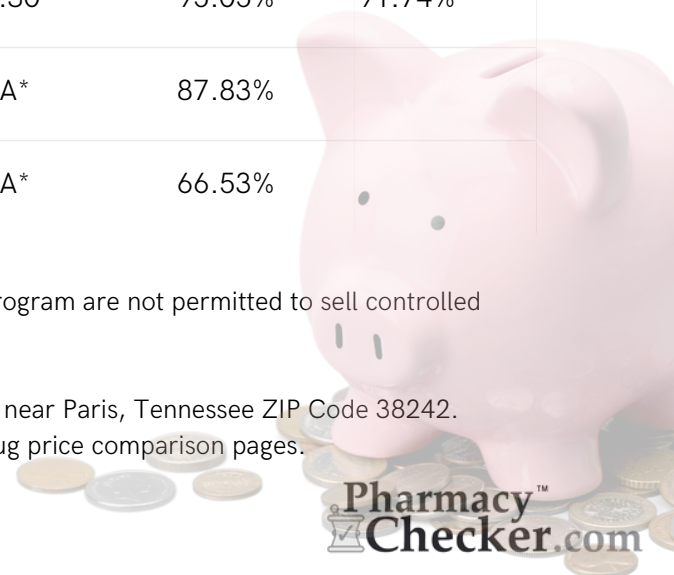 A* 87.83%
A* 66.53%
rogram are not permitted to sell controlled
near Paris, Tennessee ZIP Code 38242.
ug price comparison pages.
Pharmacy™
Checker.com